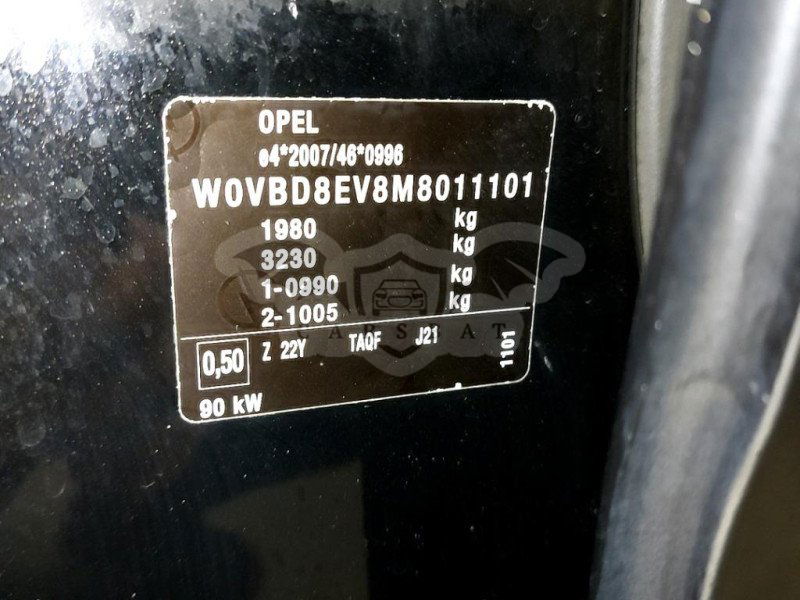 OPEL
e4*2007/46*0996
W0VBD8EV8M8011101
1980 kg
3230 kg
1-0990 kg
2-1005 kg
0,50 Z 22Y TAQF J21 1101
90 kW